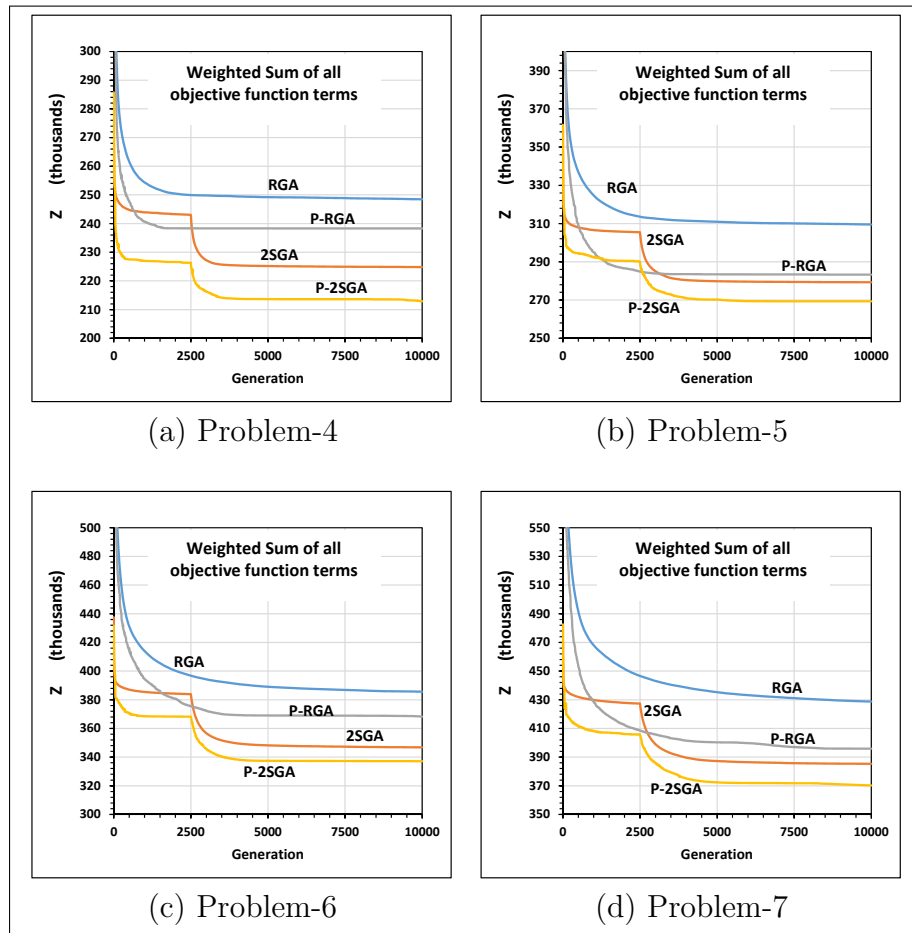 300
290
280
270
260
250
240
230
220
210
200
Z (thousands)
Weighted Sum of all
objective function terms
RGA
P-RGA
2SGA
P-2SGA
0 2500 5000 7500 10000
Generation
(a) Problem-4
390
370
350
330
310
290
270
250
Z (thousands)
Weighted Sum of all
objective function terms
RGA
2SGA
P-RGA
P-2SGA
0 2500 5000 7500 10000
Generation
(b) Problem-5
500
480
460
440
420
400
380
360
340
320
300
Z (thousands)
Weighted Sum of all
objective function terms
RGA
P-RGA
2SGA
P-2SGA
0 2500 5000 7500 10000
Generation
(c) Problem-6
550
530
510
490
470
450
430
410
390
370
350
Z (thousands)
Weighted Sum of all
objective function terms
RGA
2SGA
P-RGA
P-2SGA
0 2500 5000 7500 10000
Generation
(d) Problem-7